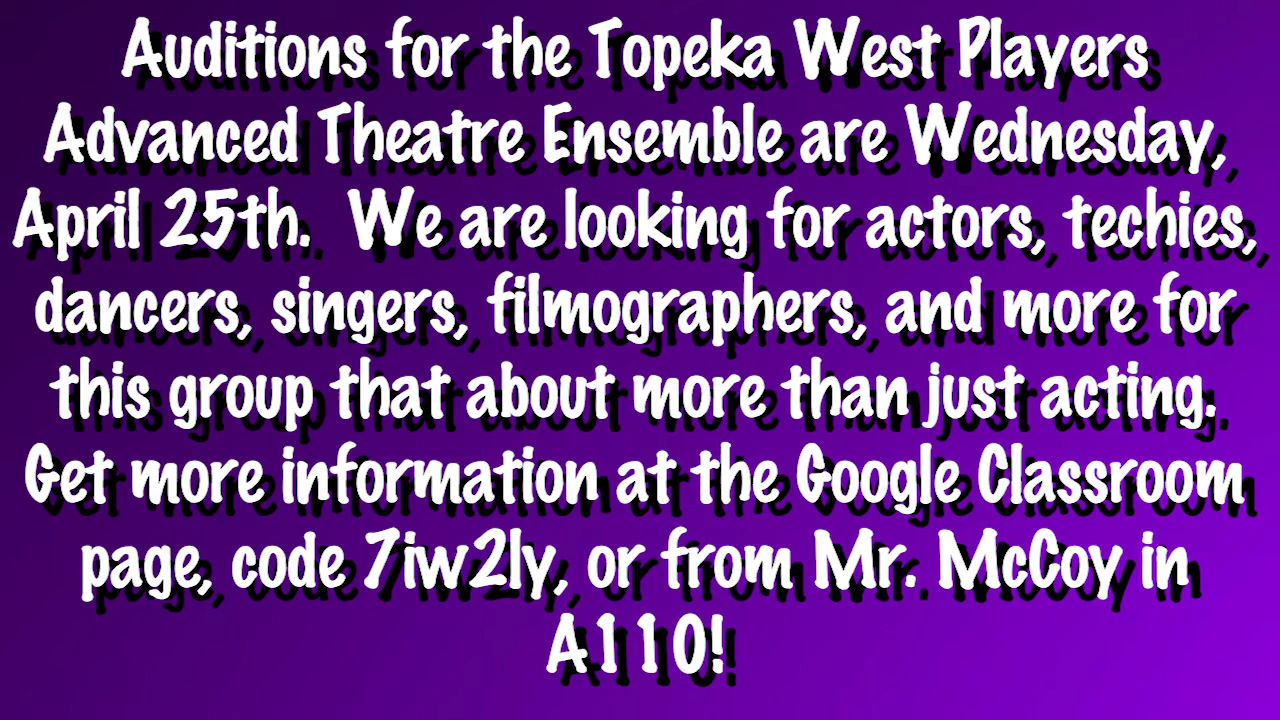 Auditions for the Topeka West Players
Advanced Theatre Ensemble are Wednesday,
April 25th. We are looking for actors, techies,
dancers, singers, filmographers, and more for
this group that about more than just acting.
Get more information at the Google Classroom
page, code 7iw2ly, or from Mr. McCoy in
A110!